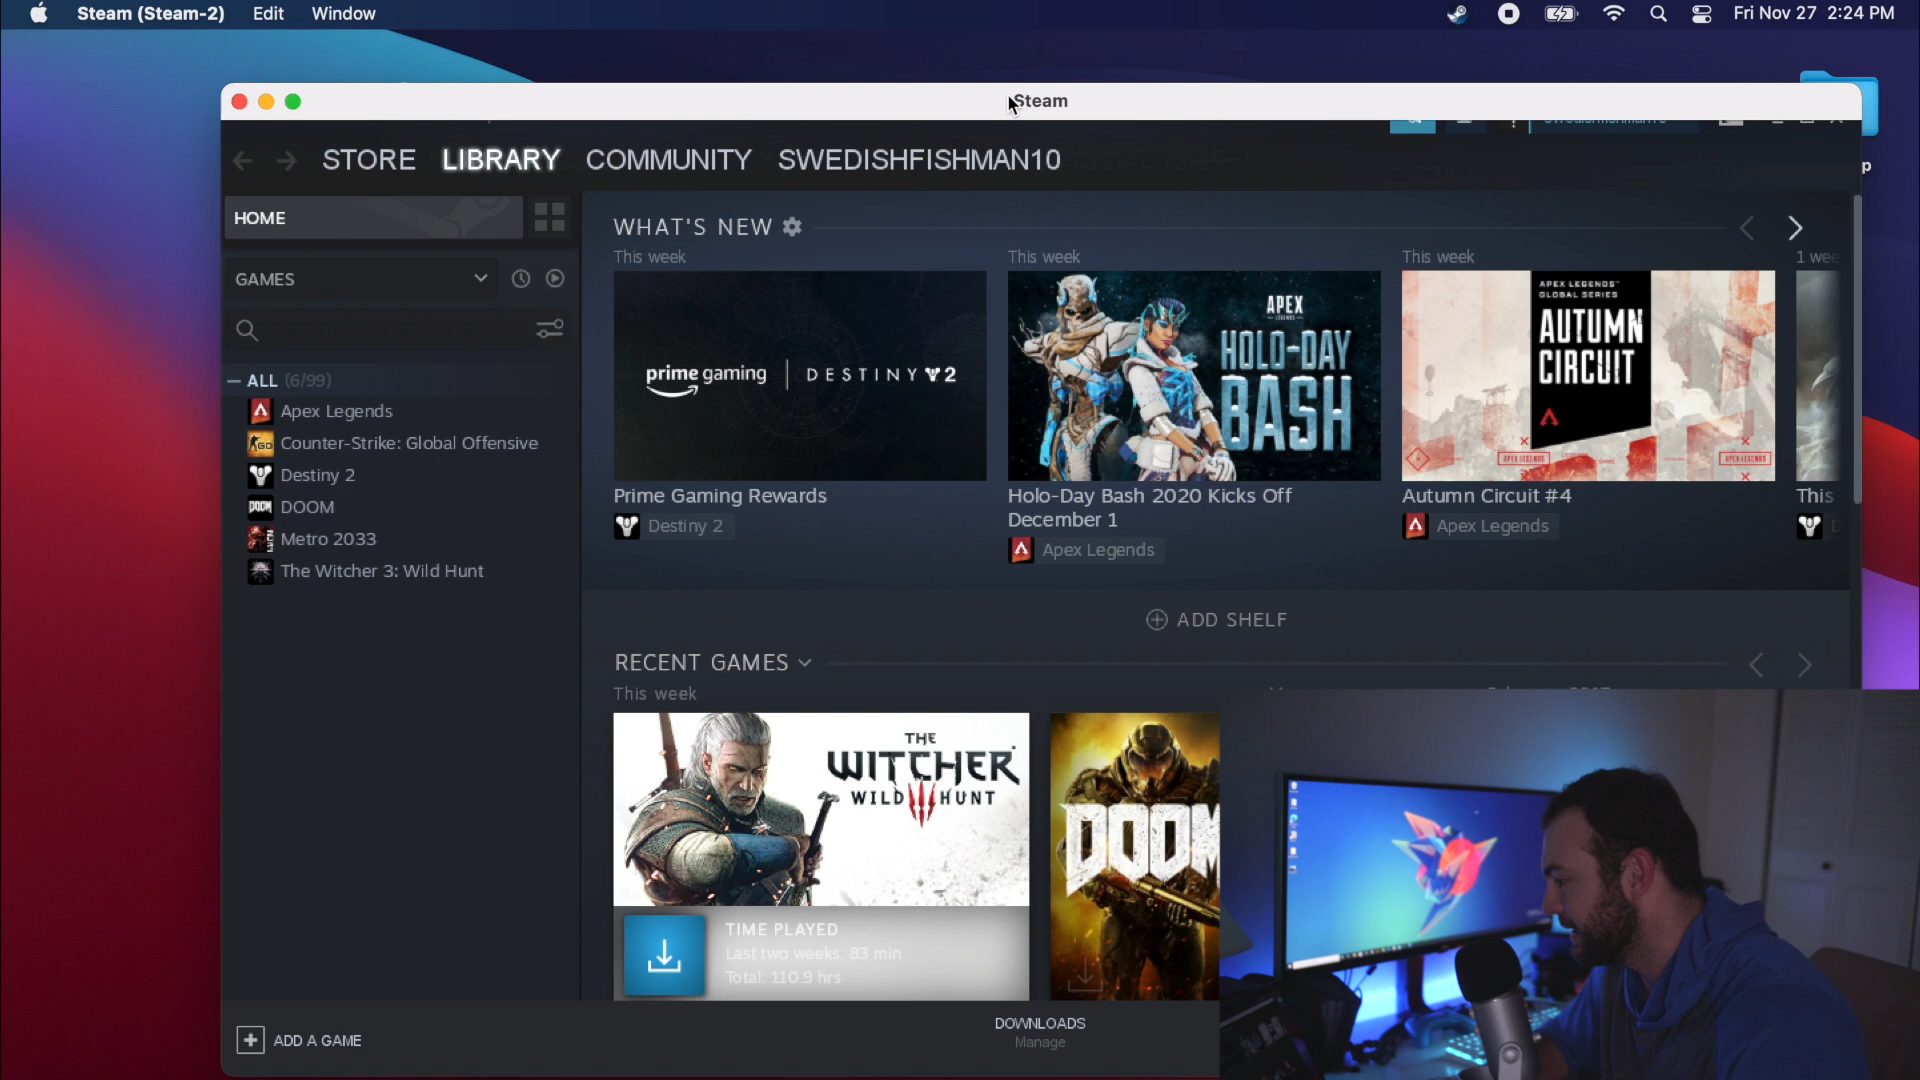 Steam (Steam-2) Edit Window Fri Nov 27 2:24 PM
Steam
STORE LIBRARY COMMUNITY SWEDISHFISHMAN10
HOME
GAMES
ALL (6/99)
Apex Legends
Counter-Strike: Global Offensive
Destiny 2
DOOM
Metro 2033
The Witcher 3: Wild Hunt
ADD A GAME
WHAT'S NEW
This week
prime gaming | DESTINY 2
Prime Gaming Rewards
Destiny 2
This week
APEX
LEGENDS
HOLO-DAY
BASH
Holo-Day Bash 2020 Kicks Off
December 1
Apex Legends
This week
APEX LEGENDS™
GLOBAL SERIES
AUTUMN
CIRCUIT
APEX LEGENDS
APEX LEGENDS
Autumn Circuit #4
Apex Legends
This
ADD SHELF
RECENT GAMES
This week
THE
WITCHER
WILD HUNT
TIME PLAYED
Last two weeks: 83 min
Total: 110.9 hrs
DOOM
DOWNLOADS
Manage